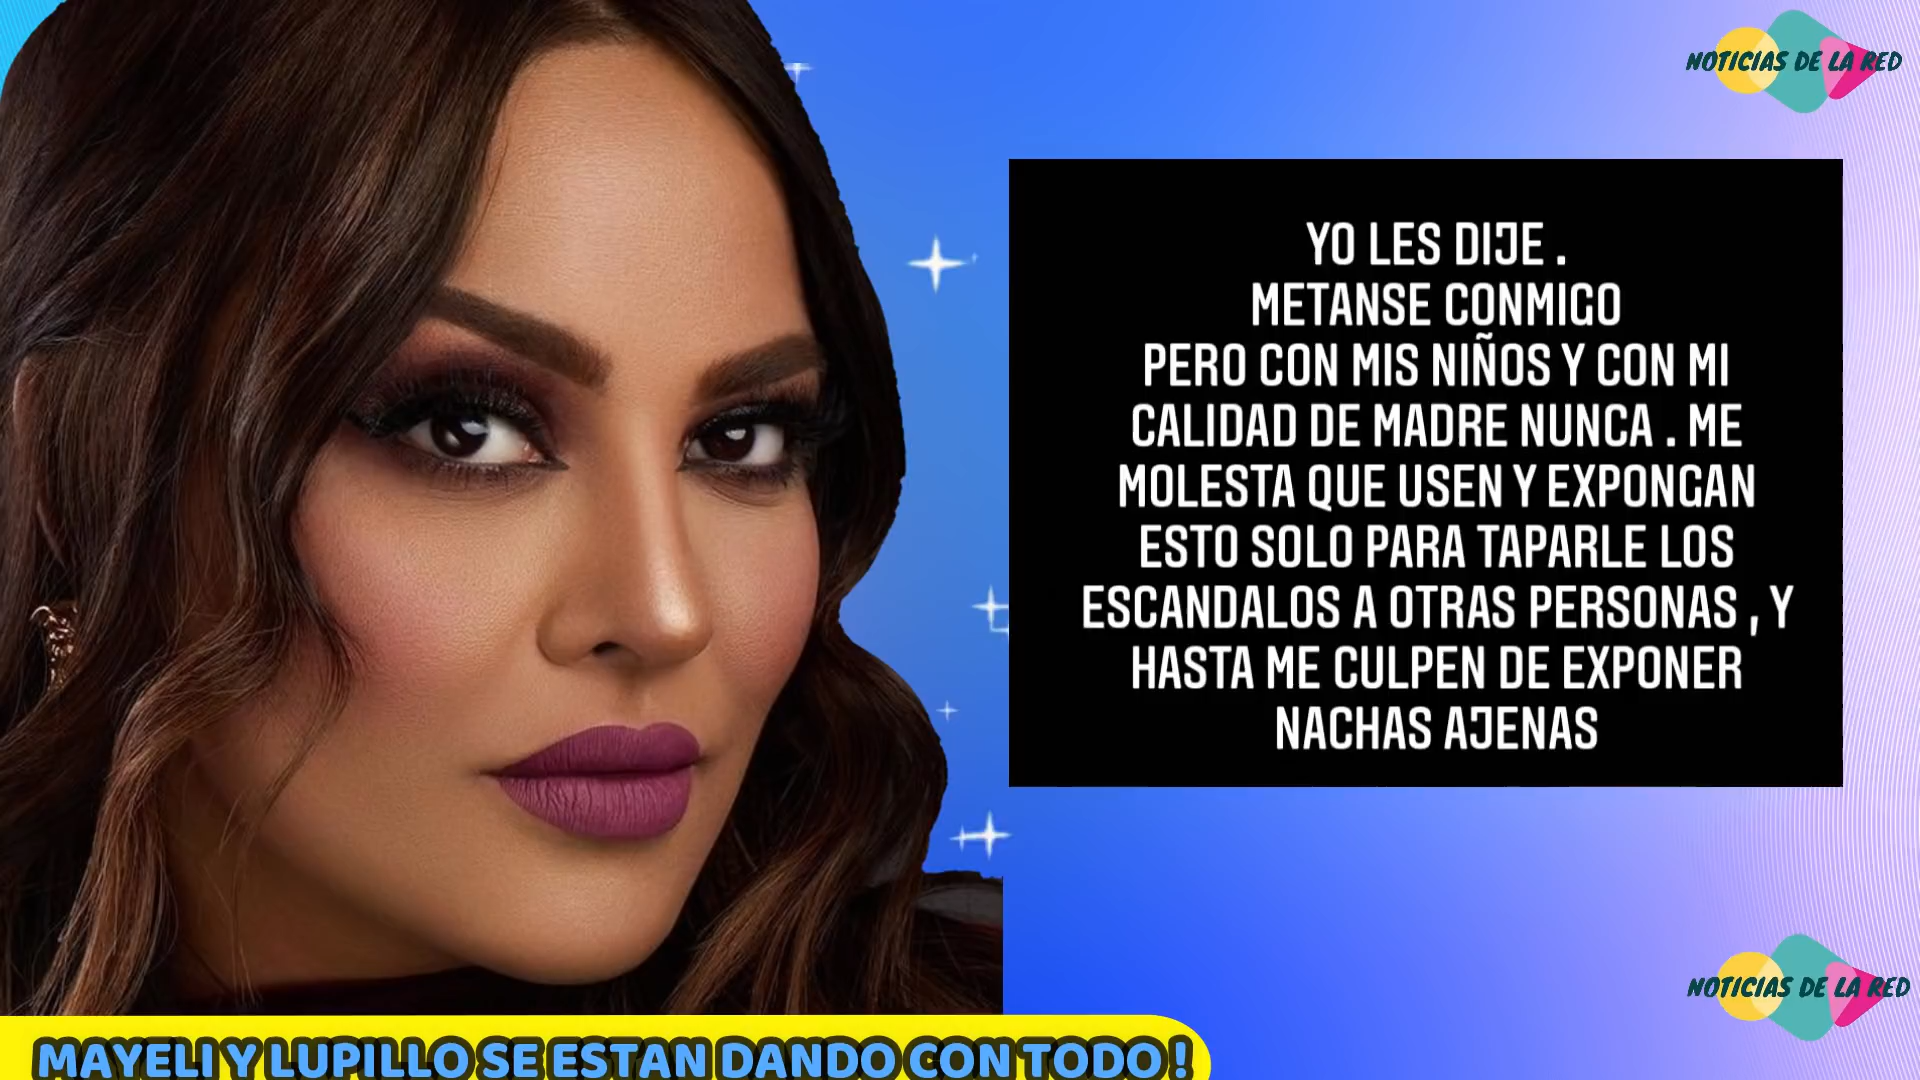 NOTICIAS DE LA RED
YO LES DIJE .
METANSE CONMIGO
PERO CON MIS NIÑOS Y CON MI
CALIDAD DE MADRE NUNCA . ME
MOLESTA QUE USEN Y EXPONGAN
ESTO SOLO PARA TAPARLE LOS
ESCANDALOS A OTRAS PERSONAS , Y
HASTA ME CULPEN DE EXPONER
NACHAS AJENAS
NOTICIAS DE LA RED
MAYELI Y LUPILLO SE ESTAN DANDO CON TODO !